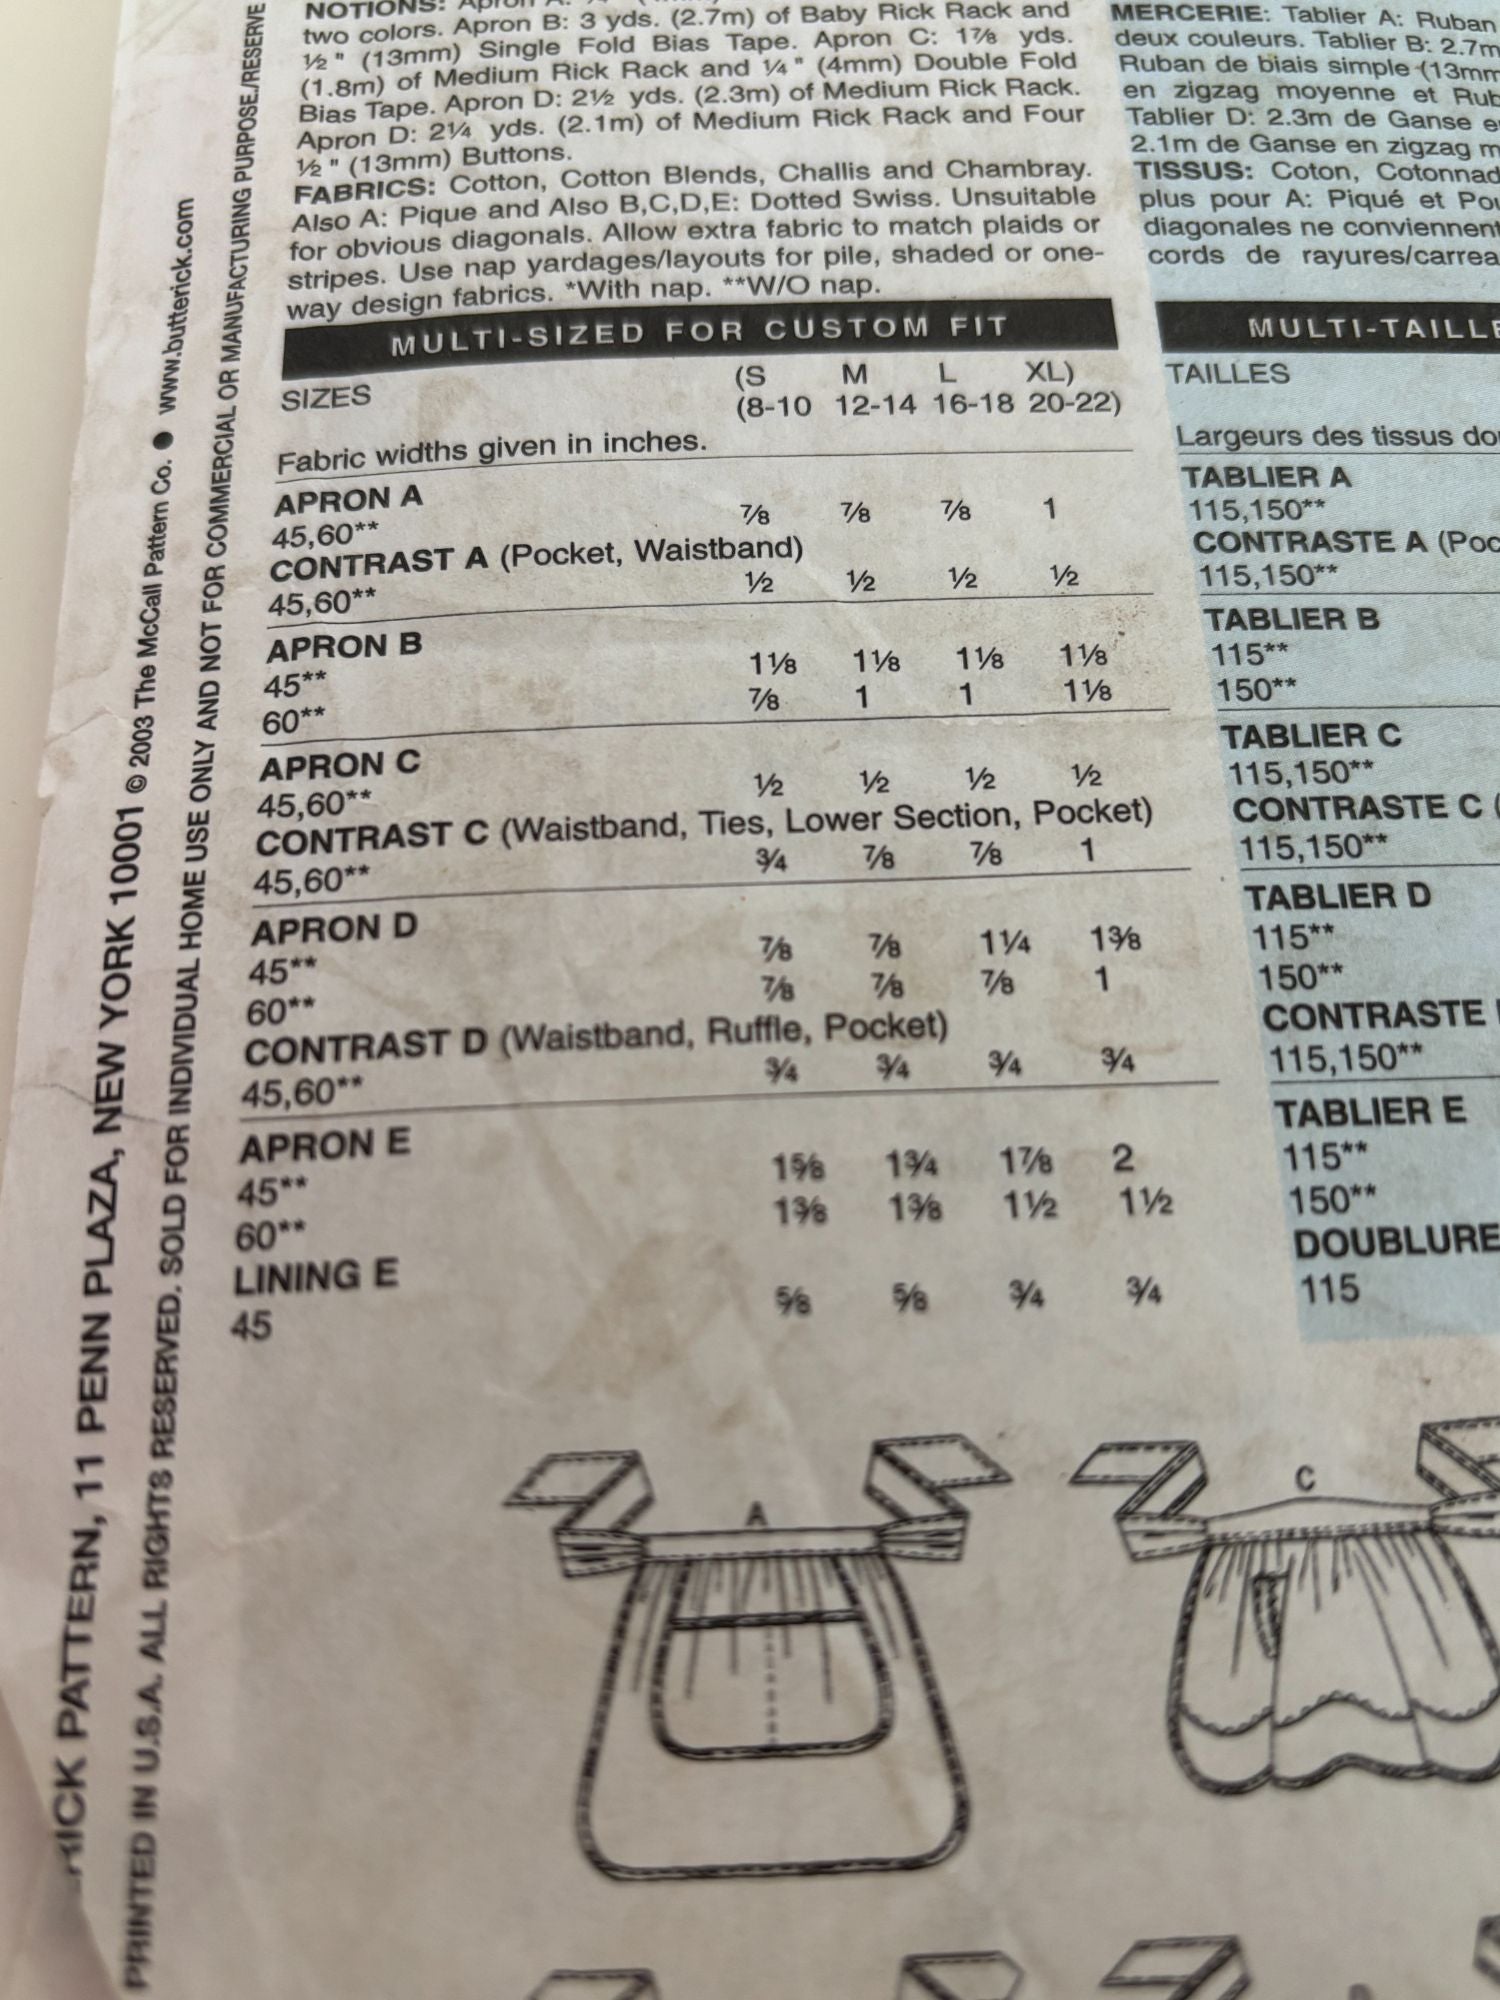 NOTIONS: Apron A:
two colors. Apron B: 3 yds. (2.7m) of Baby Rick Rack and
½" (13mm) Single Fold Bias Tape. Apron C: 1⅞ yds.
(1.8m) of Medium Rick Rack and ¼" (4mm) Double Fold
Bias Tape. Apron D: 2½ yds. (2.3m) of Medium Rick Rack.
Apron D: 2¼ yds. (2.1m) of Medium Rick Rack and Four
½" (13mm) Buttons.
FABRICS: Cotton, Cotton Blends, Challis and Chambray.
Also A: Pique and Also B,C,D,E: Dotted Swiss. Unsuitable
for obvious diagonals. Allow extra fabric to match plaids or
stripes. Use nap yardages/layouts for pile, shaded or one-
way design fabrics. *With nap. **W/O nap.
MULTI-SIZED FOR CUSTOM FIT
SIZES (S M L XL)
(8-10 12-14 16-18 20-22)
Fabric widths given in inches.
APRON A
45,60** ⅞ ⅞ ⅞ 1
CONTRAST A (Pocket, Waistband)
45,60** ½ ½ ½ ½
APRON B
45** 1⅛ 1⅛ 1⅛ 1⅛
60** ⅞ 1 1 1⅛
APRON C
45,60** ½ ½ ½ ½
CONTRAST C (Waistband, Ties, Lower Section, Pocket)
45,60** ¾ ⅞ ⅞ 1
APRON D
45** ⅞ ⅞ 1¼ 1⅜
60** ⅞ ⅞ ⅞ 1
CONTRAST D (Waistband, Ruffle, Pocket)
45,60** ¾ ¾ ¾ ¾
APRON E
45** 1⅝ 1¾ 1⅞ 2
60** 1⅜ 1⅜ 1½ 1½
LINING E
45 ⅝ ⅝ ¾ ¾
MERCERIE: Tablier A: Ruban
deux couleurs. Tablier B: 2.7m
Ruban de biais simple (13mm
en zigzag moyenne et Rub
Tablier D: 2.3m de Ganse e
2.1m de Ganse en zigzag m
TISSUS: Coton, Cotonnad
plus pour A: Piqué et Pou
diagonales ne conviennent
cords de rayures/carrea
MULTI-TAILLE
TAILLES
Largeurs des tissus do
TABLIER A
115,150**
CONTRASTE A (Poc
115,150**
TABLIER B
115**
150**
TABLIER C
115,150**
CONTRASTE C (
115,150**
TABLIER D
115**
150**
CONTRASTE
115,150**
TABLIER E
115**
150**
DOUBLURE
115
A
C
RICK PATTERN, 11 PENN PLAZA, NEW YORK 10001 © 2003 The McCall Pattern Co. ● www.butterick.com
PRINTED IN U.S.A. ALL RIGHTS RESERVED. SOLD FOR INDIVIDUAL HOME USE ONLY AND NOT FOR COMMERCIAL OR MANUFACTURING PURPOSE./RESERVE